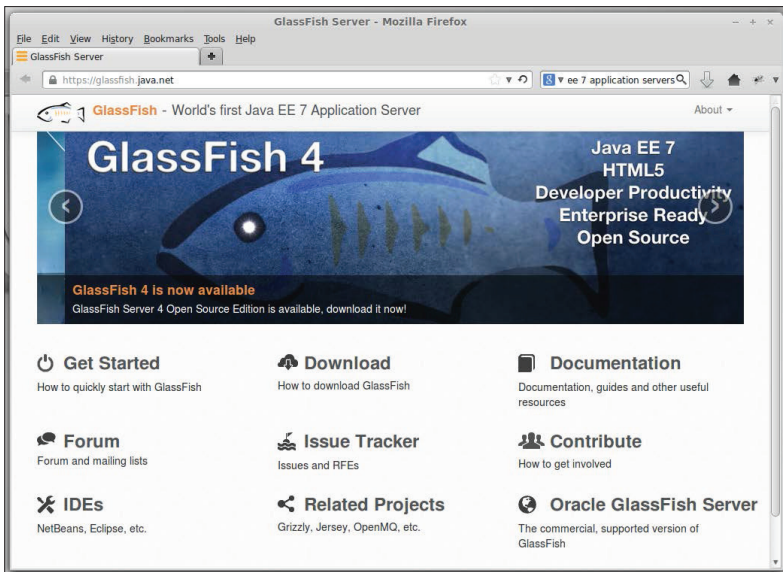 GlassFish Server - Mozilla Firefox
File Edit View History Bookmarks Tools Help
GlassFish Server
https://glassfish.java.net
ee 7 application servers
GlassFish - World's first Java EE 7 Application Server
About
GlassFish 4
Java EE 7
HTML5
Developer Productivity
Enterprise Ready
Open Source
GlassFish 4 is now available
GlassFish Server 4 Open Source Edition is available, download it now!
Get Started
How to quickly start with GlassFish
Download
How to download GlassFish
Documentation
Documentation, guides and other useful
resources
Forum
Forum and mailing lists
Issue Tracker
Issues and RFEs
Contribute
How to get involved
IDEs
NetBeans, Eclipse, etc.
Related Projects
Grizzly, Jersey, OpenMQ, etc.
Oracle GlassFish Server
The commercial, supported version of
GlassFish